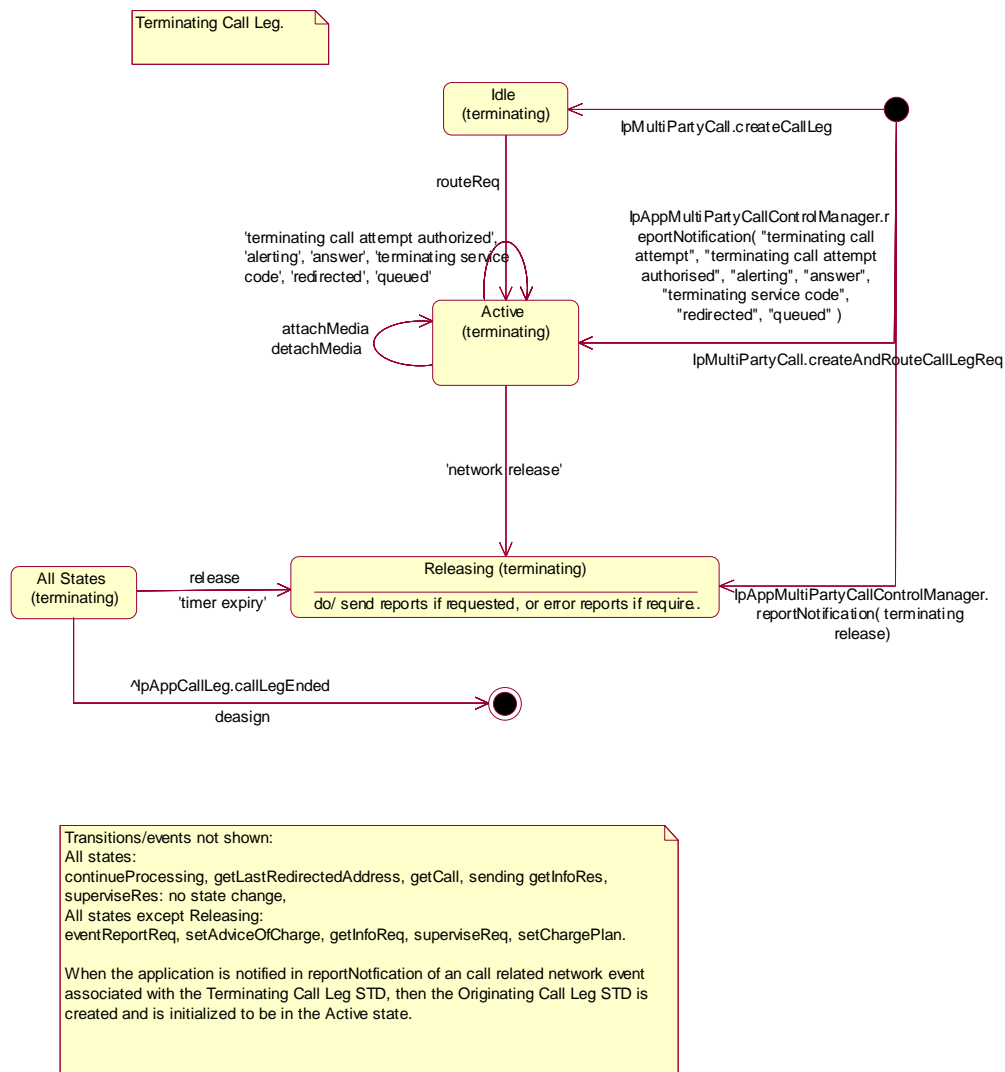 Terminating Call Leg.
Idle
(terminating)
IpMultiPartyCall.createCallLeg
routeReq
IpAppMultiPartyCallControlManager.r
eportNotification( "terminating call
attempt", "terminating call attempt
authorised", "alerting", "answer",
"terminating service code",
"redirected", "queued" )
'terminating call attempt authorized',
'alerting', 'answer', 'terminating service
code', 'redirected', 'queued'
Active
(terminating)
attachMedia
detachMedia
IpMultiPartyCall.createAndRouteCallLegReq
'network release'
Releasing (terminating)
do/ send reports if requested, or error reports if require..
All States
(terminating)
release
'timer expiry'
IpAppMultiPartyCallControlManager.
reportNotification( terminating
release)
^IpAppCallLeg.callLegEnded
deasign
Transitions/events not shown:
All states:
continueProcessing, getLastRedirectedAddress, getCall, sending getInfoRes,
superviseRes: no state change,
All states except Releasing:
eventReportReq, setAdviceOfCharge, getInfoReq, superviseReq, setChargePlan.
When the application is notified in reportNotfication of an call related network event
associated with the Terminating Call Leg STD, then the Originating Call Leg STD is
created and is initialized to be in the Active state.